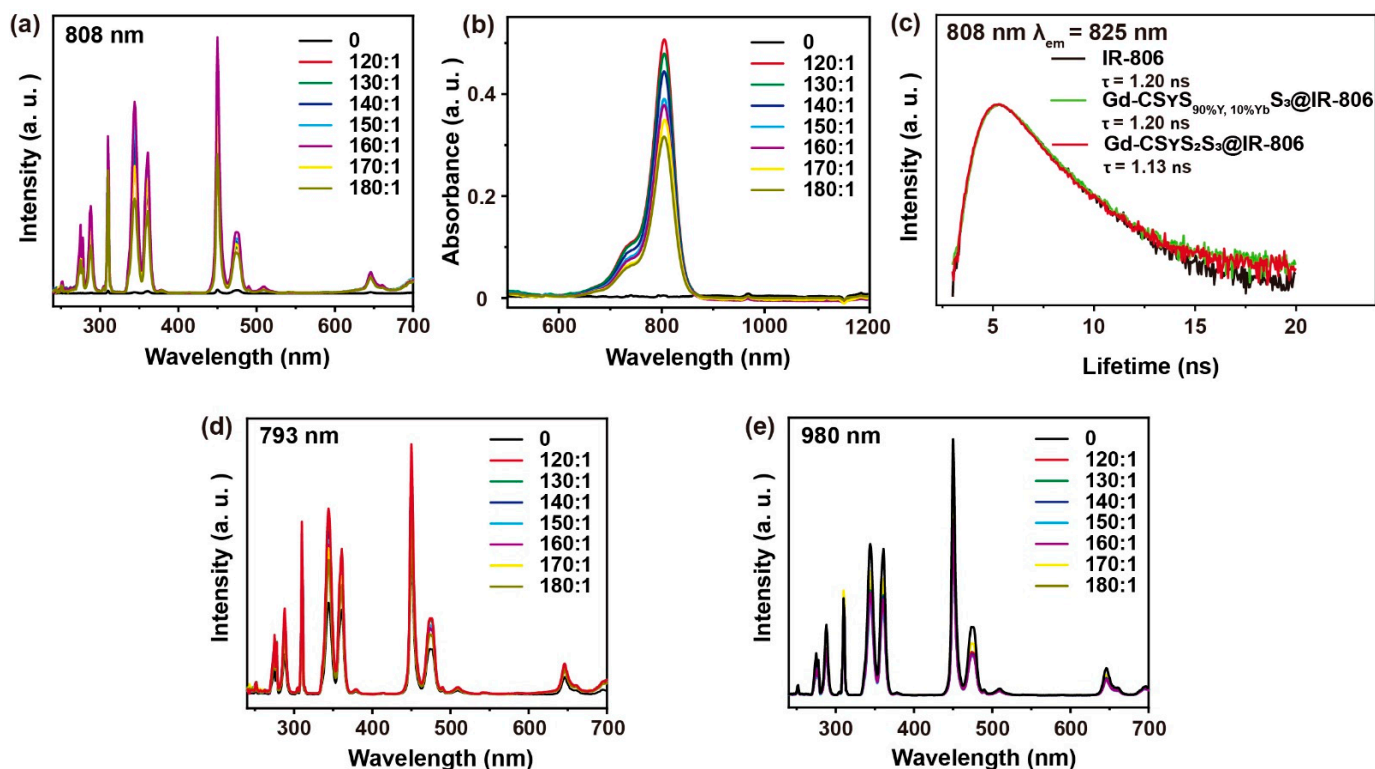 (a)
808 nm
0
120:1
130:1
140:1
150:1
160:1
170:1
180:1
Intensity (a. u. )
300 400 500 600 700
Wavelength (nm)
(b)
0
120:1
130:1
140:1
150:1
160:1
170:1
180:1
0.4
0.2
0
Absorbance (a. u. )
600 800 1000 1200
Wavelength (nm)
(c)
808 nm λem = 825 nm
IR-806
τ = 1.20 ns
Gd-CSYS90%Y, 10%YbS3@IR-806
τ = 1.20 ns
Gd-CSYS2S3@IR-806
τ = 1.13 ns
Intensity (a. u. )
5 10 15 20
Lifetime (ns)
(d)
793 nm
0
120:1
130:1
140:1
150:1
160:1
170:1
180:1
Intensity (a. u. )
300 400 500 600 700
Wavelength (nm)
(e)
980 nm
0
120:1
130:1
140:1
150:1
160:1
170:1
180:1
Intensity (a. u. )
300 400 500 600 700
Wavelength (nm)